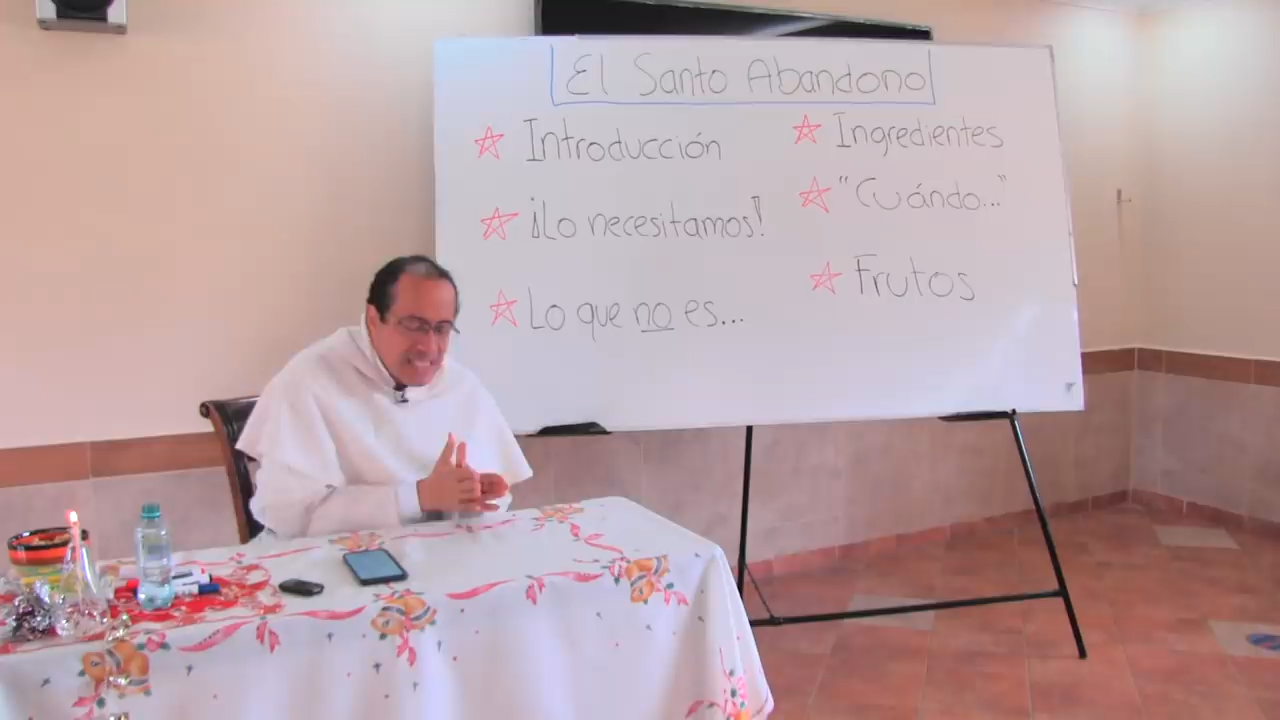 El Santo Abandono
Introducción
¡Lo necesitamos!
Lo que no es...
Ingredientes
"Cuándo..."
Frutos